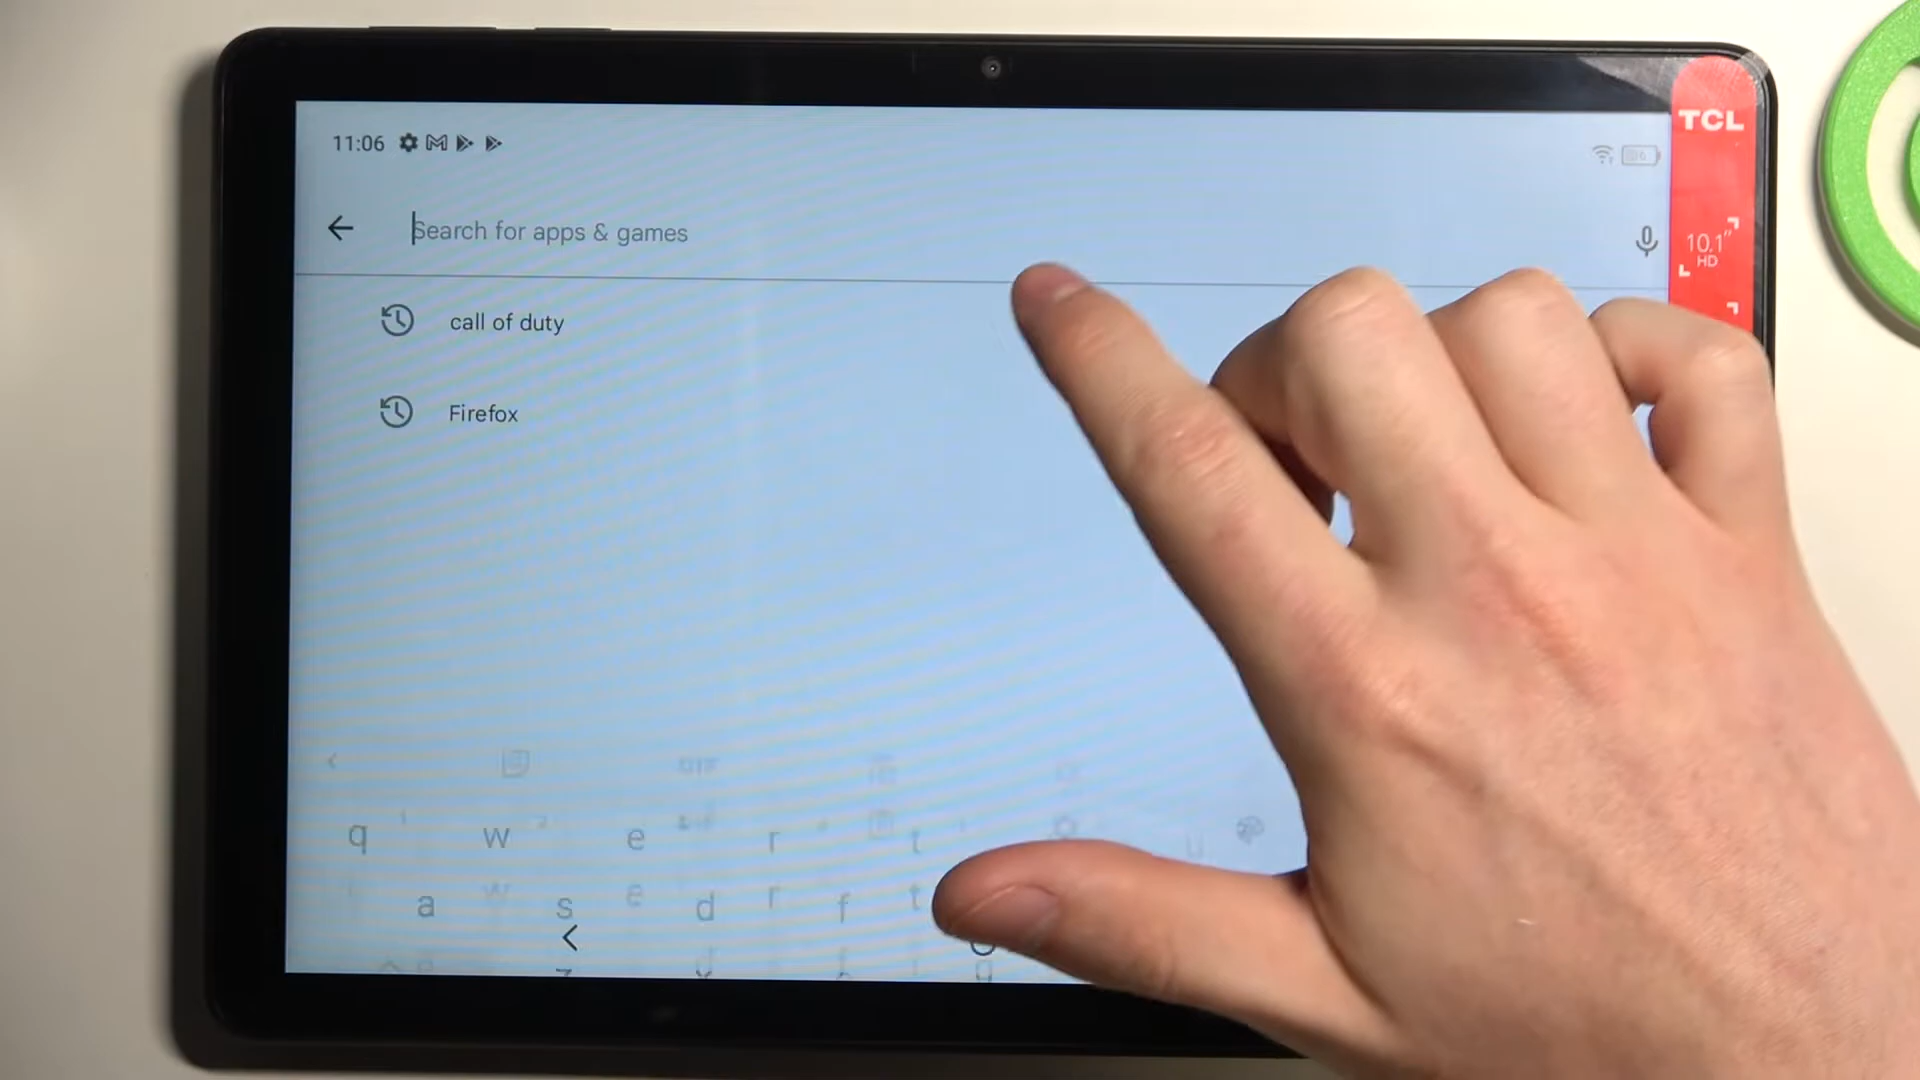 11:06
TCL
Search for apps & games
10.1"
HD
call of duty
Firefox
q w e r t u
a s d f